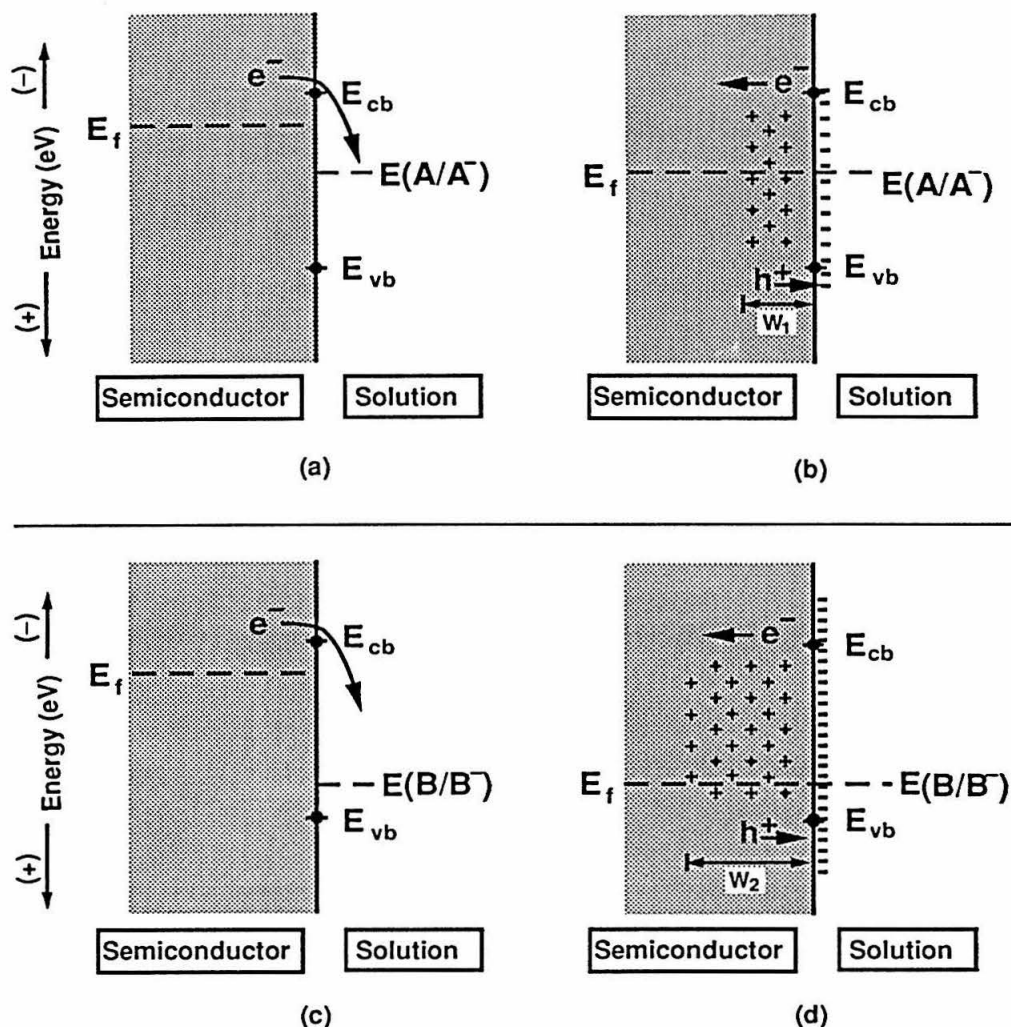 (-)
Energy (eV)
(+)
e⁻
E_cb
E_f
E(A/A⁻)
E_vb
Semiconductor
Solution
(a)
e⁻
E_cb
+ + + + + + + + + + + + +
E_f
E(A/A⁻)
E_vb
h⁺
W₁
Semiconductor
Solution
(b)
(-)
Energy (eV)
(+)
e⁻
E_cb
E_f
E(B/B⁻)
E_vb
Semiconductor
Solution
(c)
e⁻
E_cb
E_f
E(B/B⁻)
E_vb
h⁺
W₂
Semiconductor
Solution
(d)